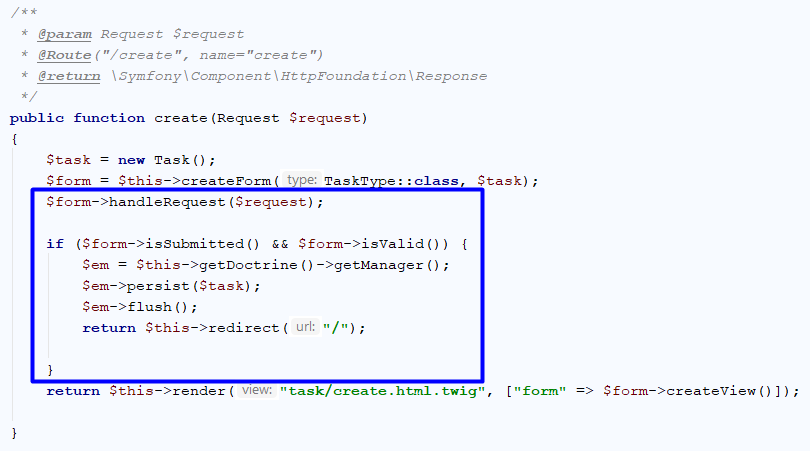 /**
 * @param Request $request
 * @Route("/create", name="create")
 * @return \Symfony\Component\HttpFoundation\Response
 */
public function create(Request $request)
{
    $task = new Task();
    $form = $this->createForm( type: TaskType::class, $task);
    $form->handleRequest($request);

    if ($form->isSubmitted() && $form->isValid()) {
        $em = $this->getDoctrine()->getManager();
        $em->persist($task);
        $em->flush();
        return $this->redirect( url: "/");

    }
    return $this->render( view: "task/create.html.twig", ["form" => $form->createView()]);

}